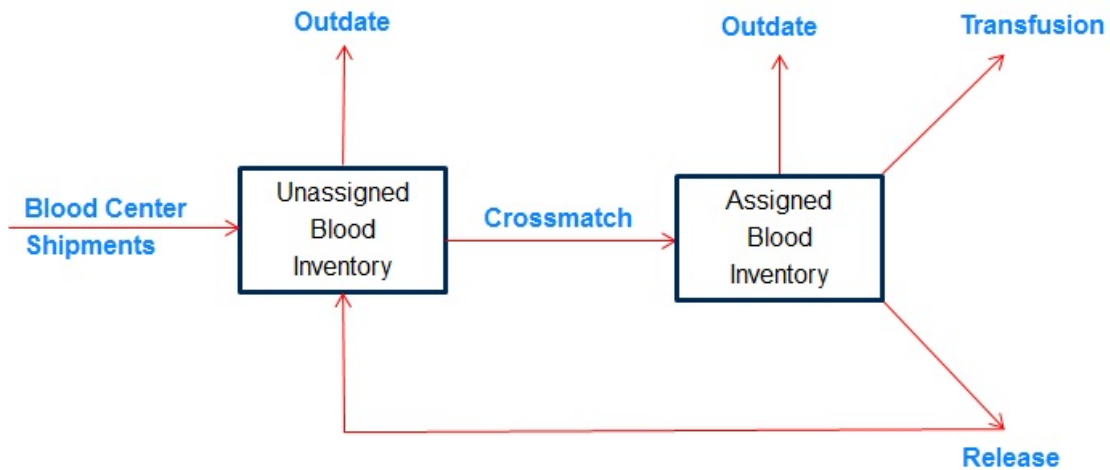 Outdate
Outdate
Transfusion
Blood Center
Shipments
Unassigned
Blood
Inventory
Crossmatch
Assigned
Blood
Inventory
Release